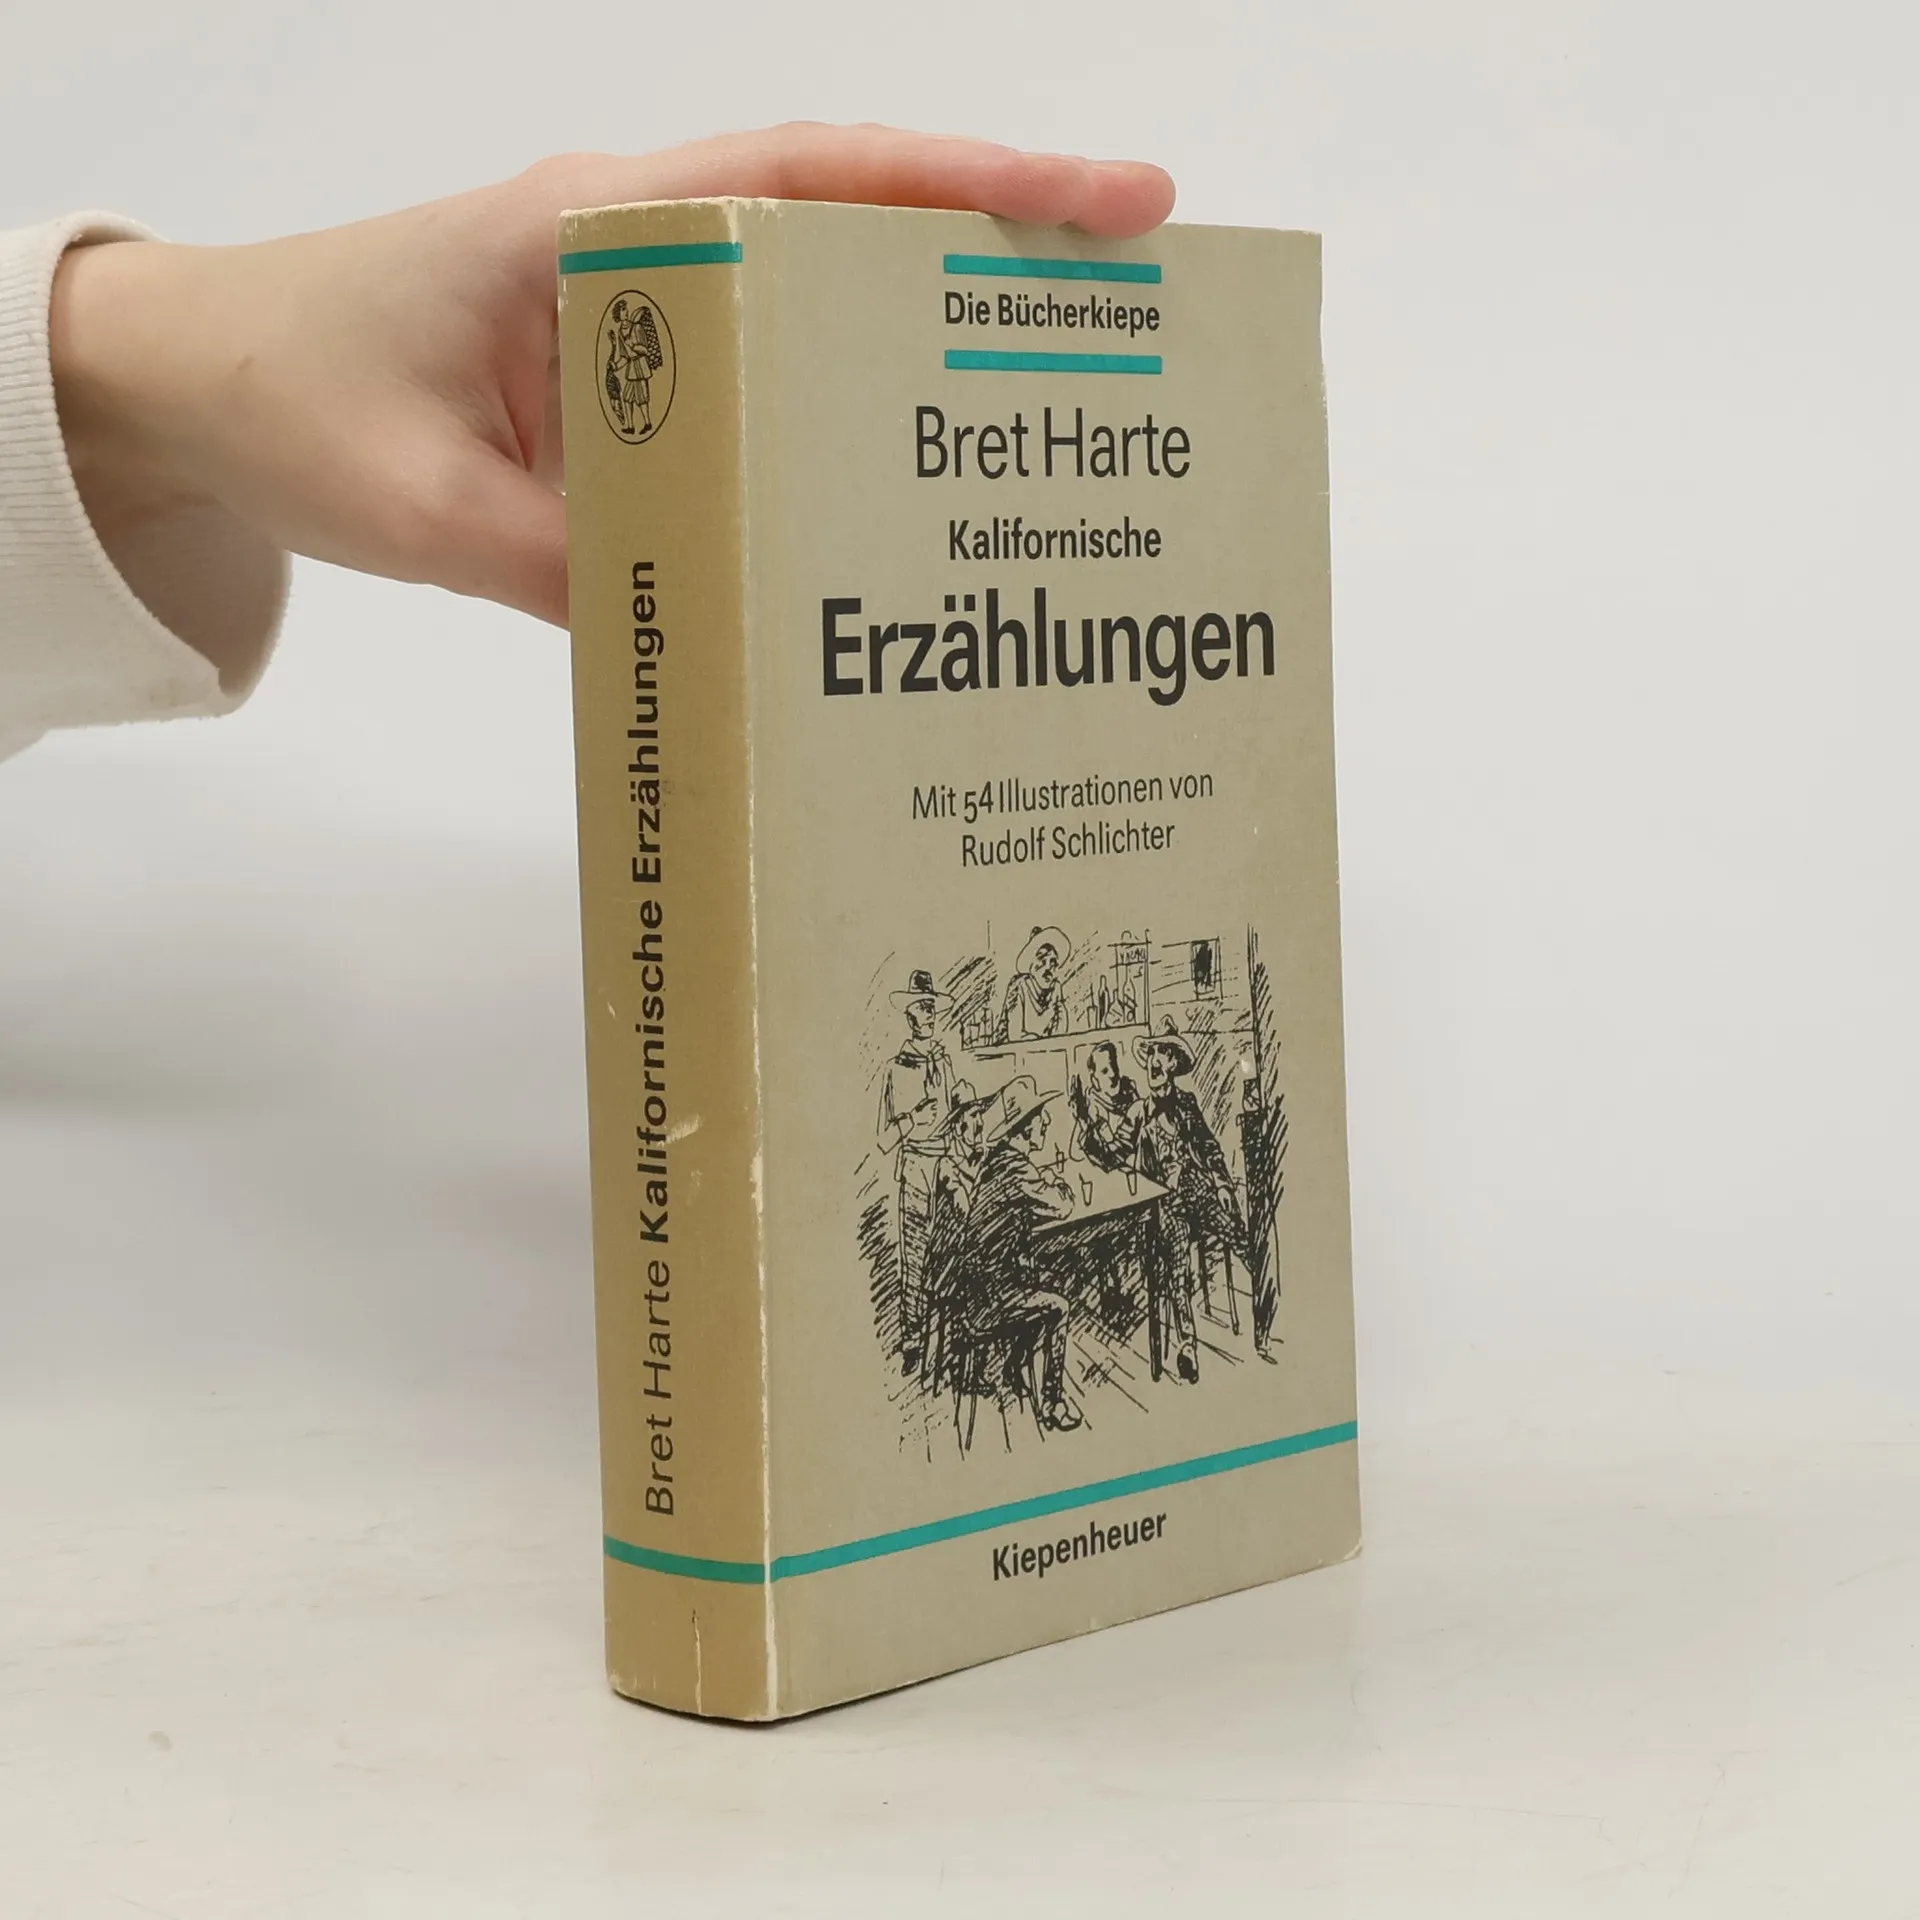 Die Bücherkiepe
Bret Harte
Kalifornische
Erzählungen
Mit 54 Illustrationen von
Rudolf Schlichter
Kiepenheuer
Bret Harte Kalifornische Erzählungen